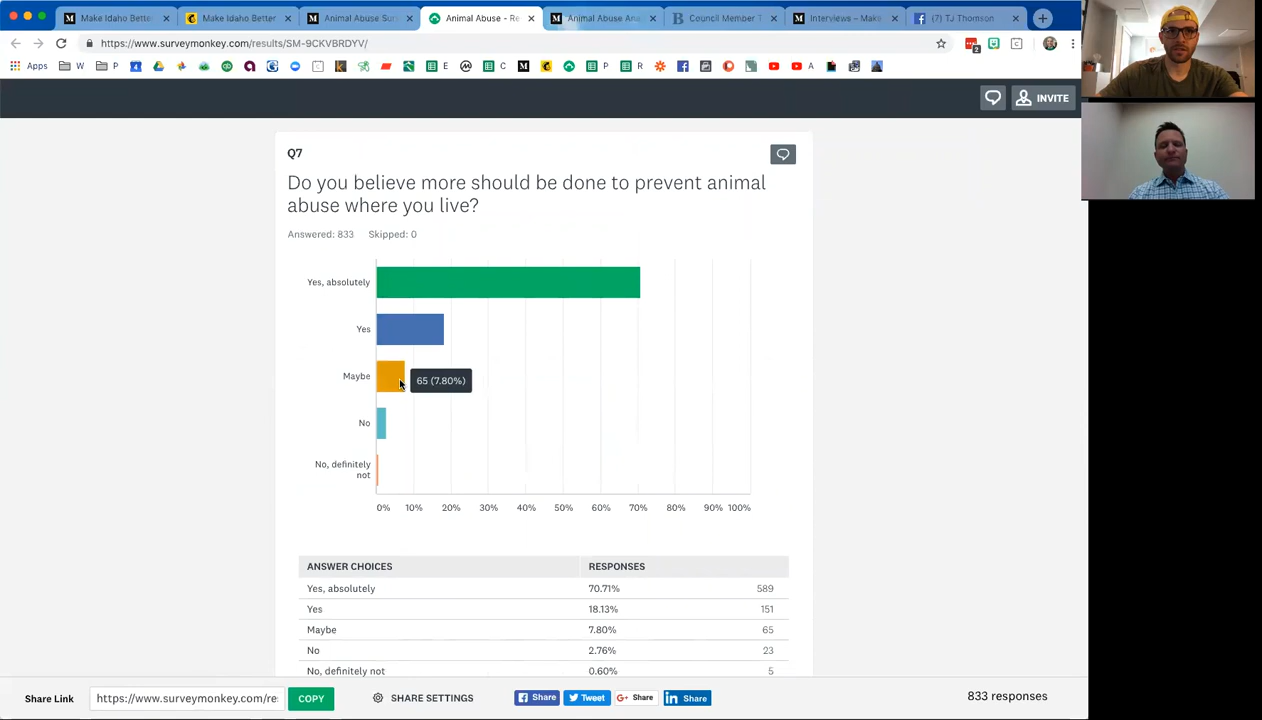 Make Idaho Better
Make Idaho Better
Animal Abuse Sur
Animal Abuse - Re
Animal Abuse Ana
Council Member T
Interviews – Make
(7) TJ Thomson
https://www.surveymonkey.com/results/SM-9CKVBRDYV/
Apps
W
P
E
C
P
R
A
INVITE
Q7
Do you believe more should be done to prevent animal
abuse where you live?
Answered: 833 Skipped: 0
Yes, absolutely
Yes
Maybe
65 (7.80%)
No
No, definitely
not
0% 10% 20% 30% 40% 50% 60% 70% 80% 90% 100%
ANSWER CHOICES RESPONSES
Yes, absolutely 70.71% 589
Yes 18.13% 151
Maybe 7.80% 65
No 2.76% 23
No, definitely not 0.60% 5
Share Link https://www.surveymonkey.com/re COPY SHARE SETTINGS Share Tweet G+ Share in Share 833 responses